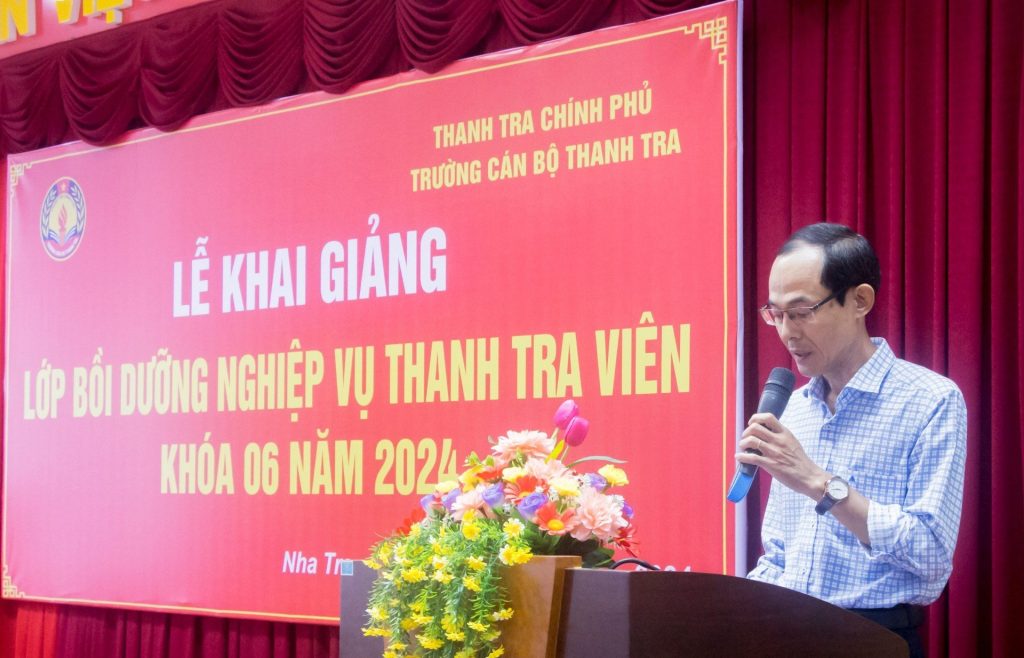 THANH TRA CHÍNH PHỦ
TRƯỜNG CÁN BỘ THANH TRA
LỄ KHAI GIẢNG
LỚP BỒI DƯỠNG NGHIỆP VỤ THANH TRA VIÊN
KHÓA 06 NĂM 2024
Nha